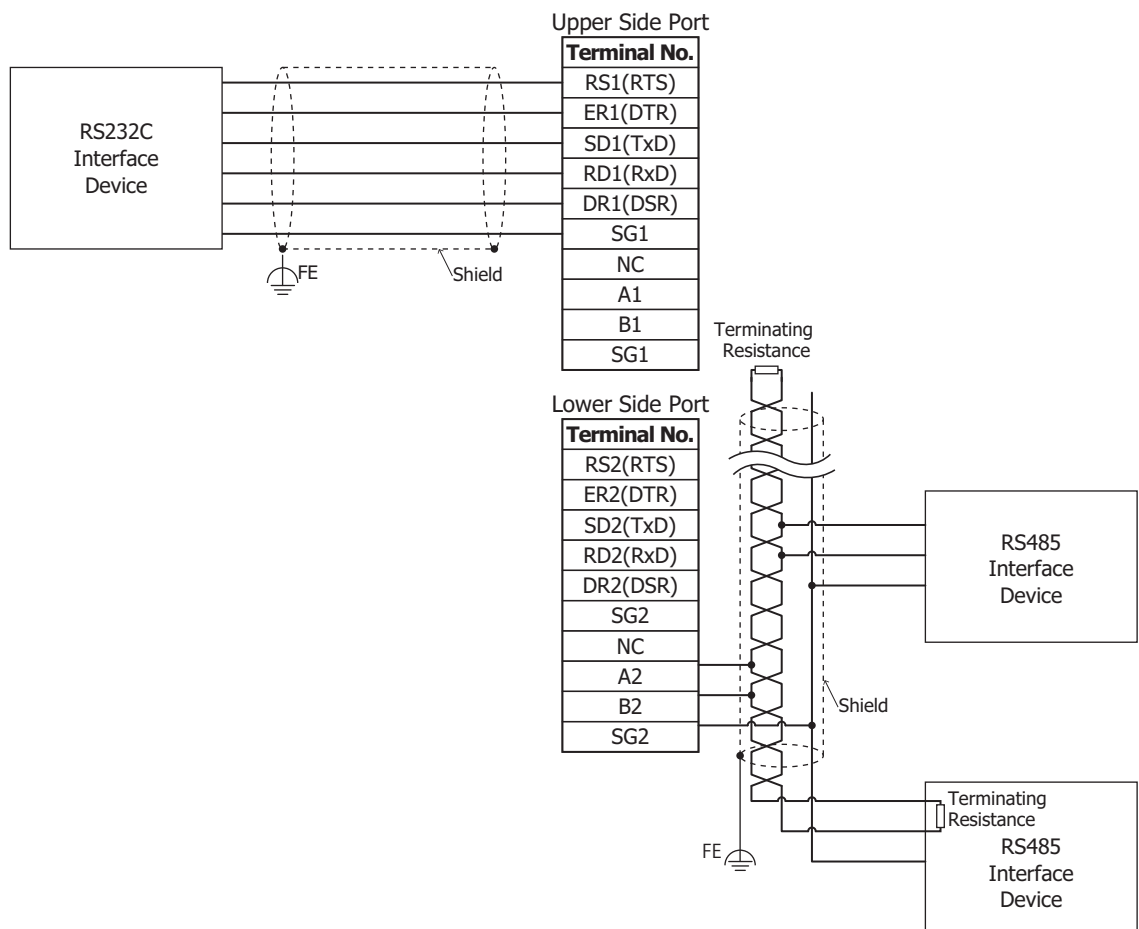 Upper Side Port
Terminal No.
RS1(RTS)
ER1(DTR)
SD1(TxD)
RD1(RxD)
DR1(DSR)
SG1
NC
A1
B1
SG1
RS232C
Interface
Device
FE
Shield
Terminating
Resistance
Lower Side Port
Terminal No.
RS2(RTS)
ER2(DTR)
SD2(TxD)
RD2(RxD)
DR2(DSR)
SG2
NC
A2
B2
SG2
RS485
Interface
Device
Shield
Terminating
Resistance
RS485
Interface
Device
FE